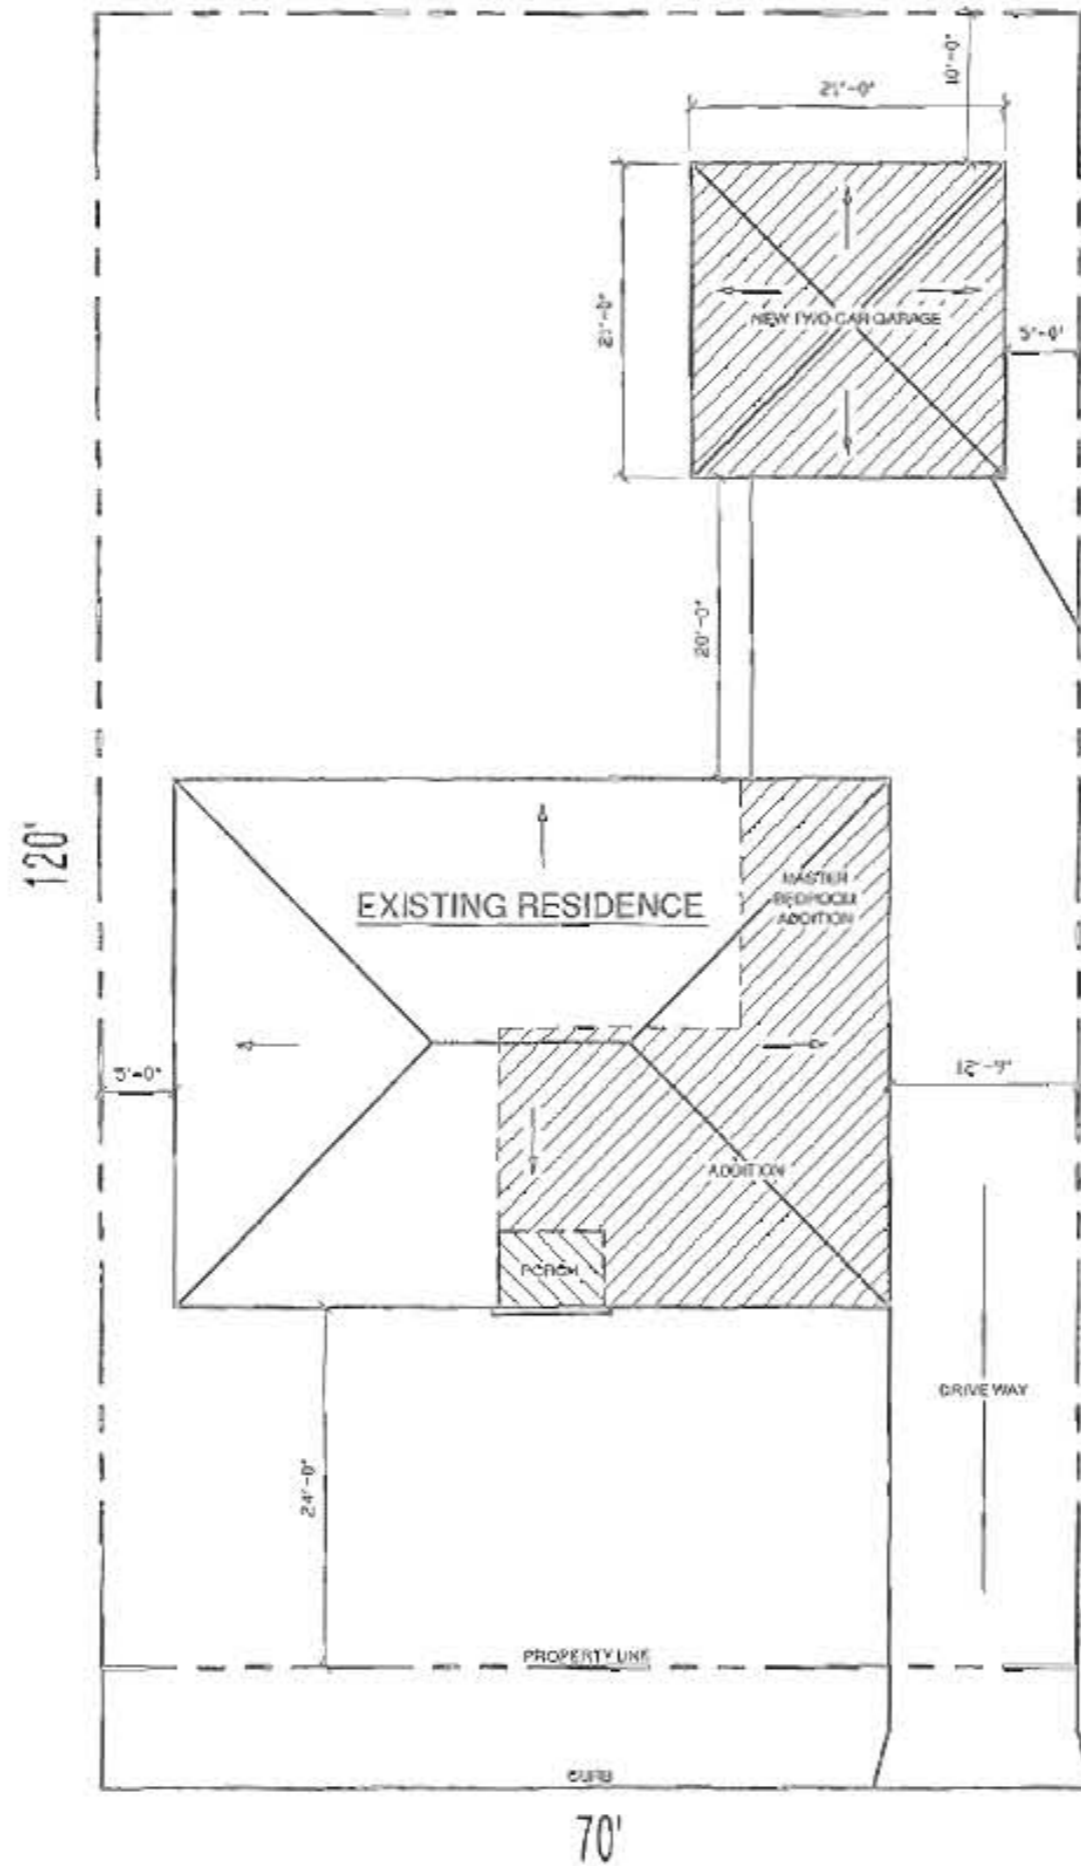 10'-0"
21'-0"
21'-0"
NEW TWO CAR GARAGE
5'-0"
20'-0"
120'
EXISTING RESIDENCE
MASTER
BEDROOM
ADDITION
5'-0"
12'-9"
ADDITION
PORCH
DRIVE WAY
24'-0"
PROPERTY LINE
CURB
70'